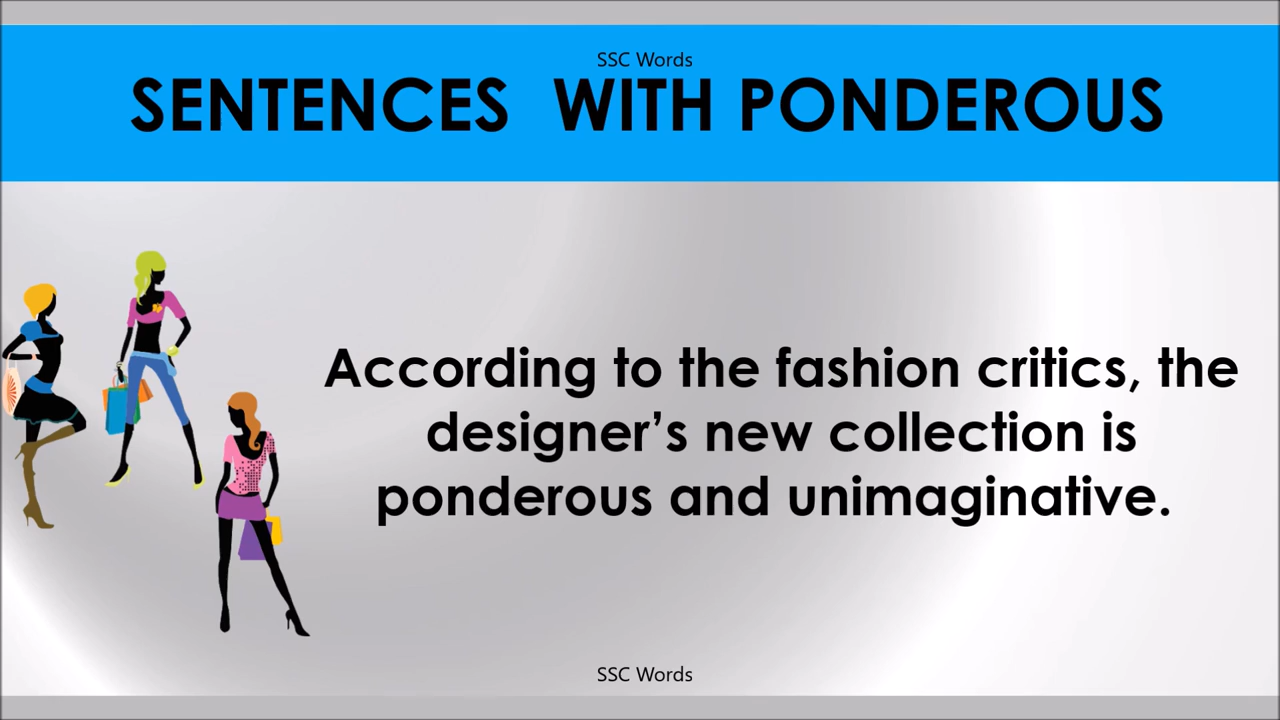 SSC Words
SENTENCES WITH PONDEROUS
According to the fashion critics, the
designer’s new collection is
ponderous and unimaginative.
SSC Words